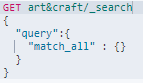 GET art&craft/_search
{
  "query":{
    "match_all" : {}
  }
}